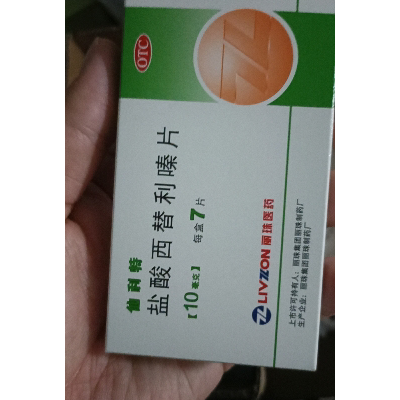 OTC
仙利特
盐酸西替利嗪片
【10毫克】 每盒7片
LIVZON 丽珠医药
上市许可持有人:丽珠集团丽珠制药厂
生产企业:丽珠集团丽珠制药厂